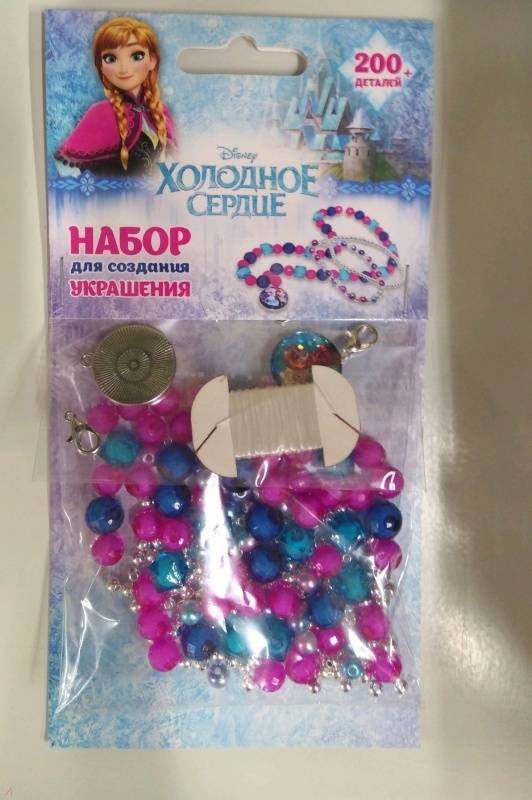 200+
ДЕТАЛЕЙ
Disney
ХОЛОДНОЕ
СЕРДЦЕ
НАБОР
для создания
УКРАШЕНИЯ